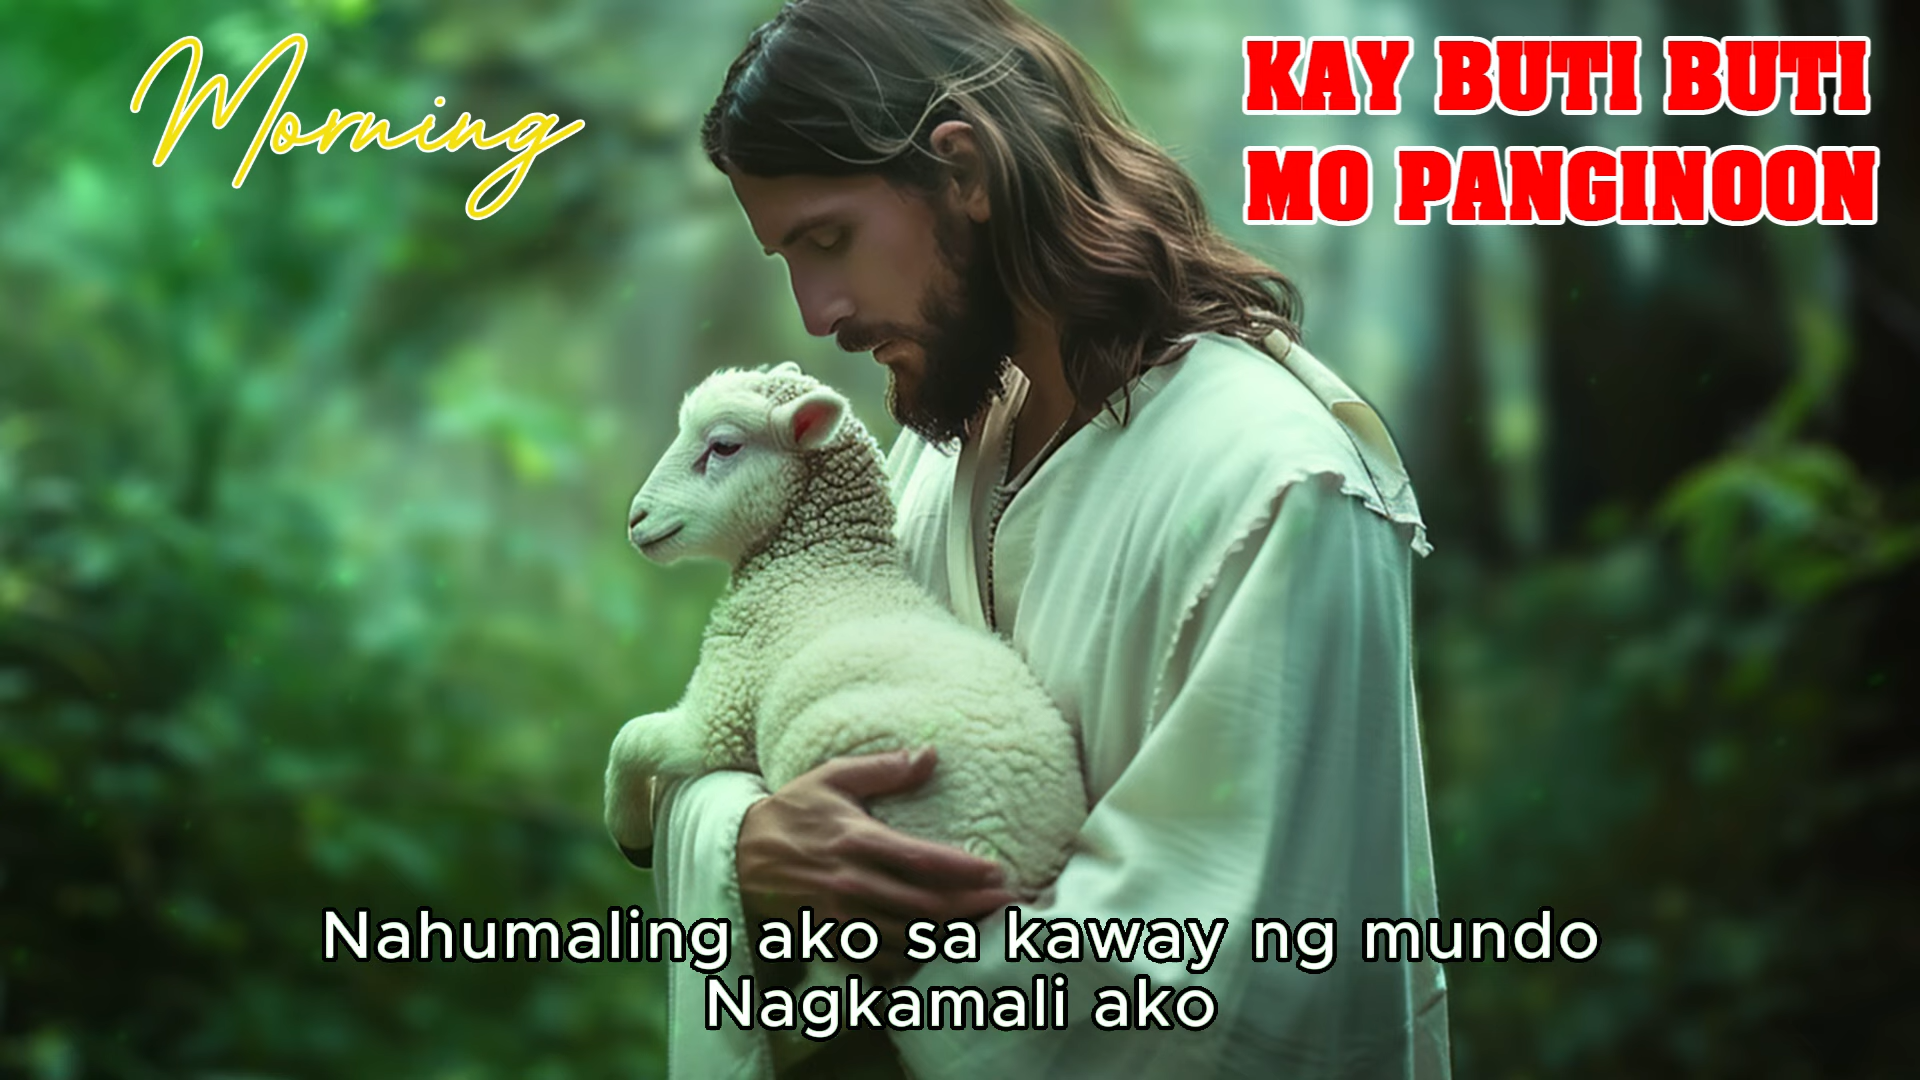 Morning
KAY BUTI BUTI
MO PANGINOON
Nahumaling ako sa kaway ng mundo
Nagkamali ako